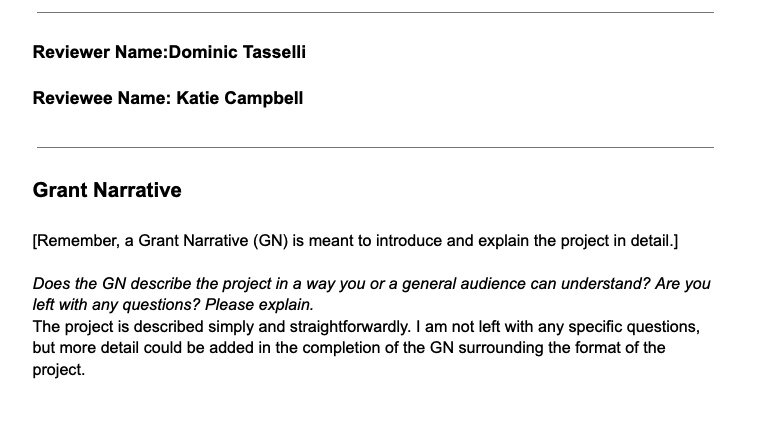 Reviewer Name:Dominic Tasselli
Reviewee Name: Katie Campbell
Grant Narrative
[Remember, a Grant Narrative (GN) is meant to introduce and explain the project in detail.]
Does the GN describe the project in a way you or a general audience can understand? Are you
left with any questions? Please explain.
The project is described simply and straightforwardly. I am not left with any specific questions,
but more detail could be added in the completion of the GN surrounding the format of the
project.